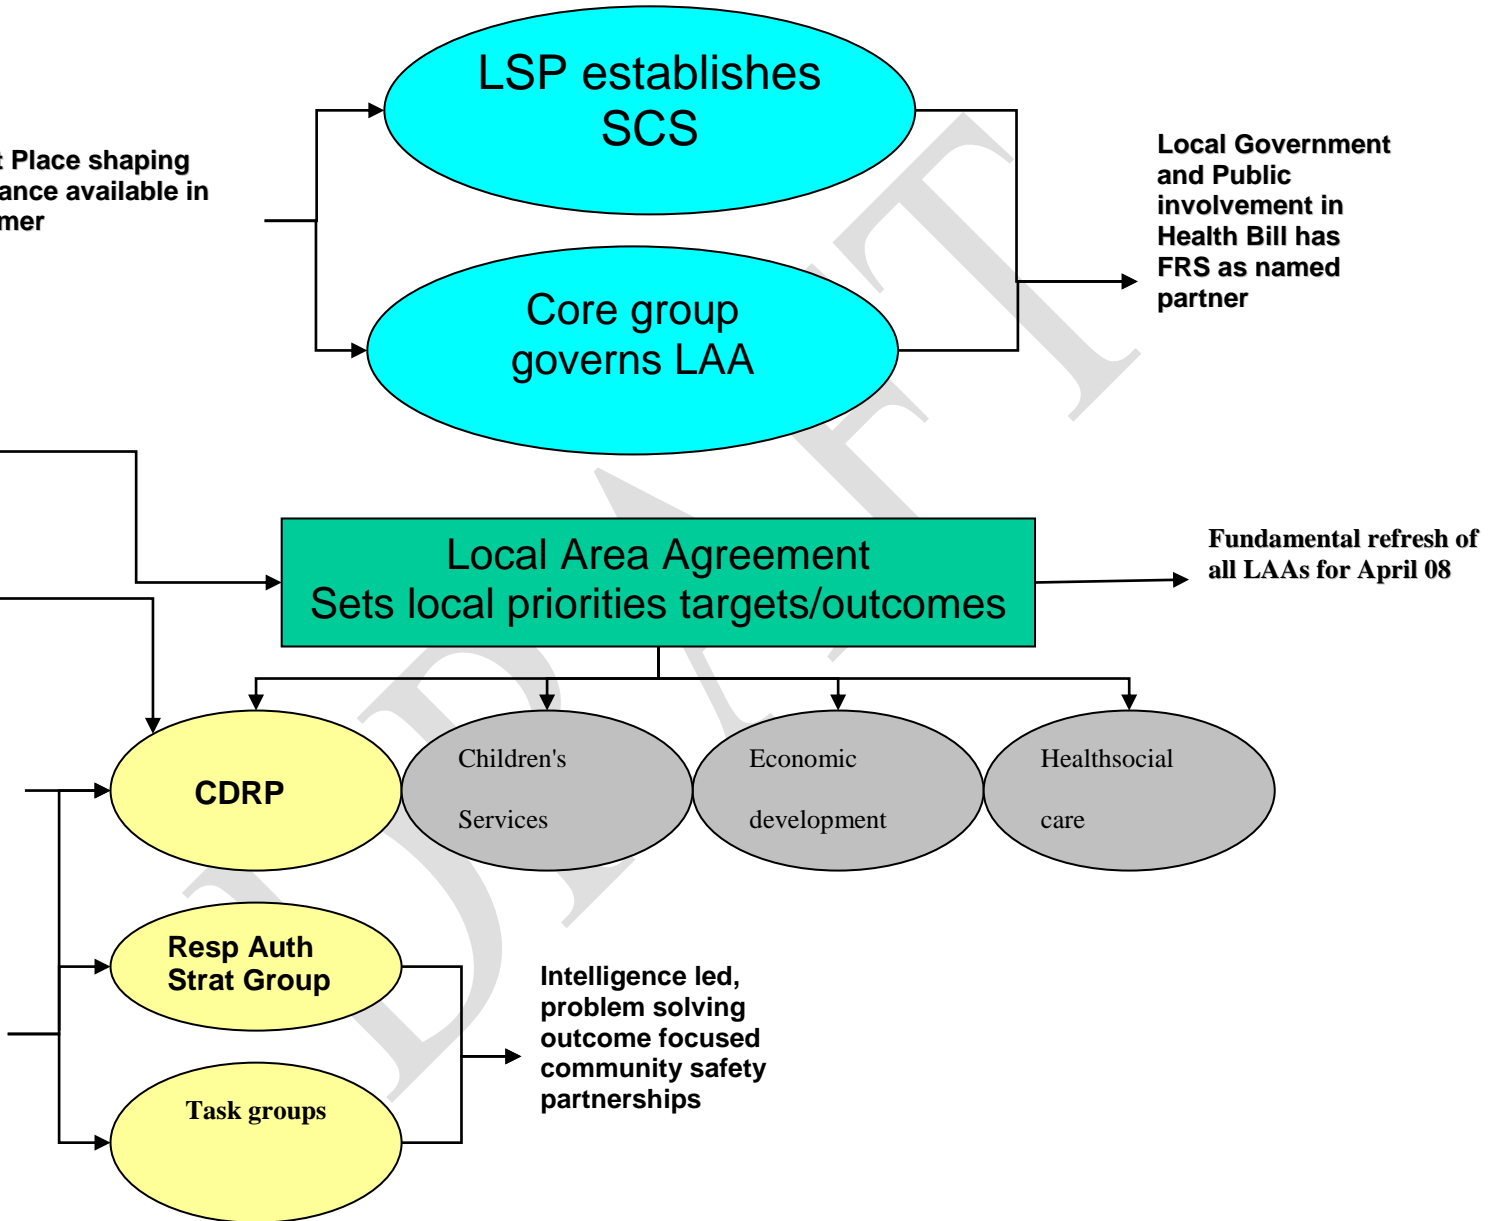 LSP establishes
SCS
Place shaping
available in
Local Government
and Public
involvement in
Health Bill has
FRS as named
partner
Core group
governs LAA
Local Area Agreement
Sets local priorities targets/outcomes
Fundamental refresh of
all LAAs for April 08
CDRP
Children's
Services
Economic
development
Healthsocial
care
Resp Auth
Strat Group
Intelligence led,
problem solving
outcome focused
community safety
partnerships
Task groups
DRAFT